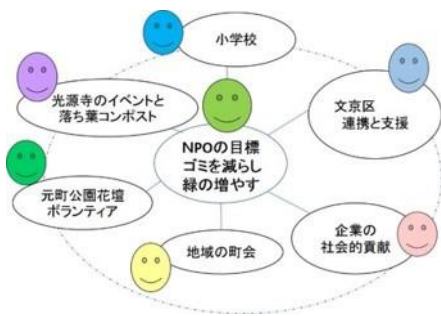 小学校
光源寺のイベントと
落ち葉コンポスト
文京区
連携と支援
NPOの目標
ゴミを減らし
緑の増やす
元町公園花壇
ボランティア
地域の町会
企業の
社会的貢献